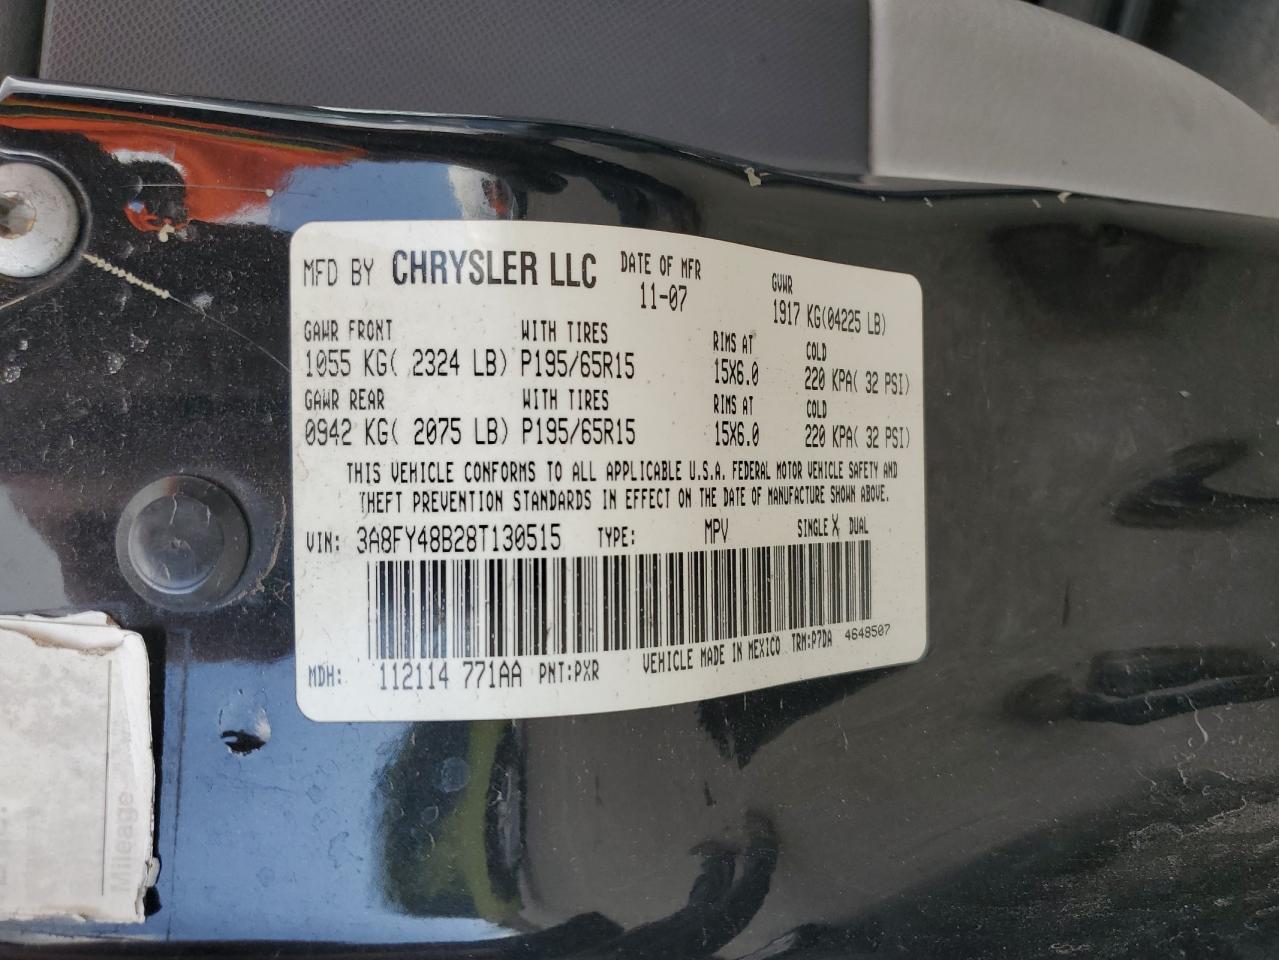 MFD BY CHRYSLER LLC DATE OF MFR GVWR
11-07 1917 KG(04225 LB)
GAWR FRONT WITH TIRES RIMS AT COLD
1055 KG( 2324 LB) P195/65R15 15X6.0 220 KPA( 32 PSI)
GAWR REAR WITH TIRES RIMS AT COLD
0942 KG( 2075 LB) P195/65R15 15X6.0 220 KPA( 32 PSI)
THIS VEHICLE CONFORMS TO ALL APPLICABLE U.S.A. FEDERAL MOTOR VEHICLE SAFETY AND
THEFT PREVENTION STANDARDS IN EFFECT ON THE DATE OF MANUFACTURE SHOWN ABOVE.
VIN: 3A8FY48B28T130515 TYPE: MPV SINGLE X DUAL
MDH: 112114 771AA PNT:PXR VEHICLE MADE IN MEXICO TRM:P7DA 4648507
Mileage